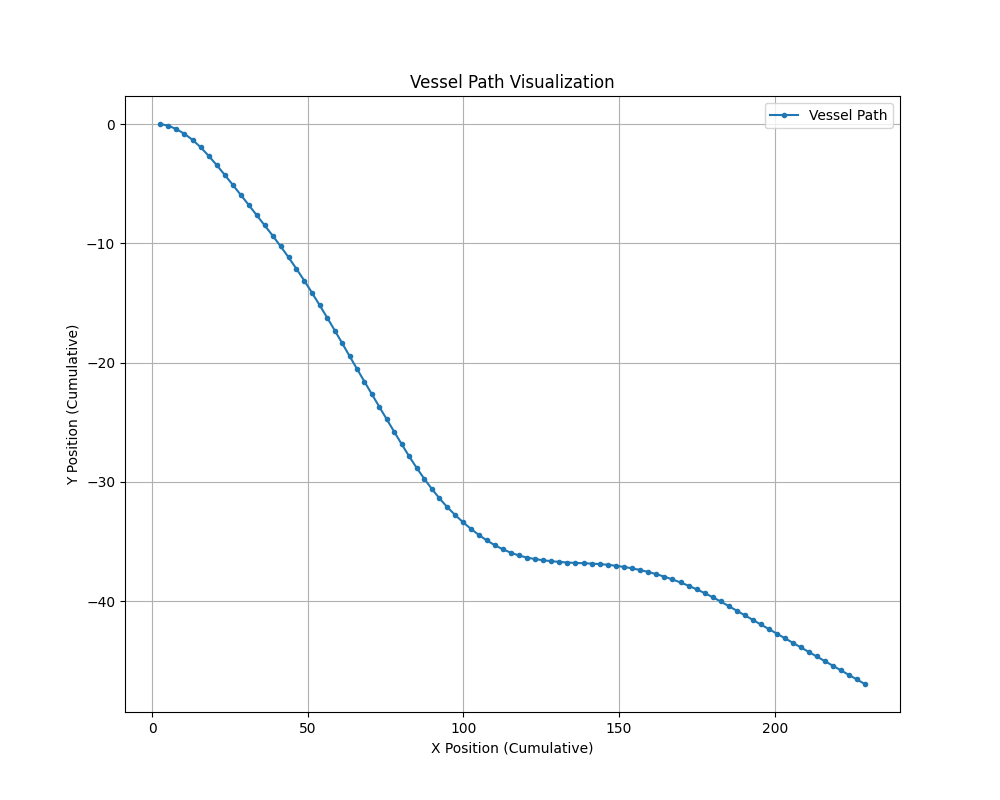 Vessel Path Visualization
Vessel Path
0
−10
−20
−30
−40
Y Position (Cumulative)
0
50
100
150
200
X Position (Cumulative)